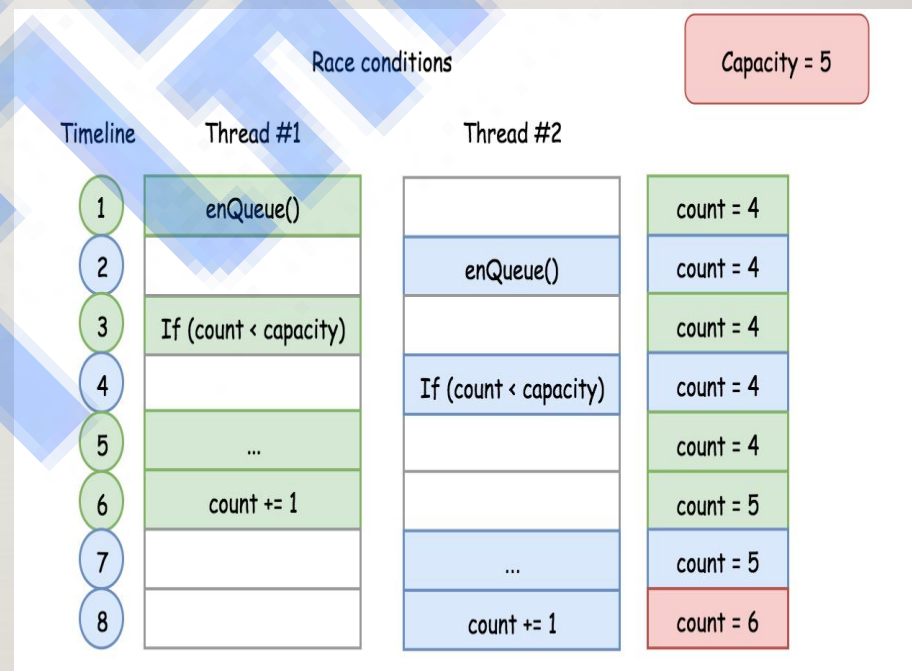 Race conditions
Capacity = 5
Timeline Thread #1 Thread #2
1 enQueue() count = 4
2 enQueue() count = 4
3 If (count < capacity) count = 4
4 If (count < capacity) count = 4
5 ... count = 4
6 count += 1 count = 5
7 ... count = 5
8 count += 1 count = 6